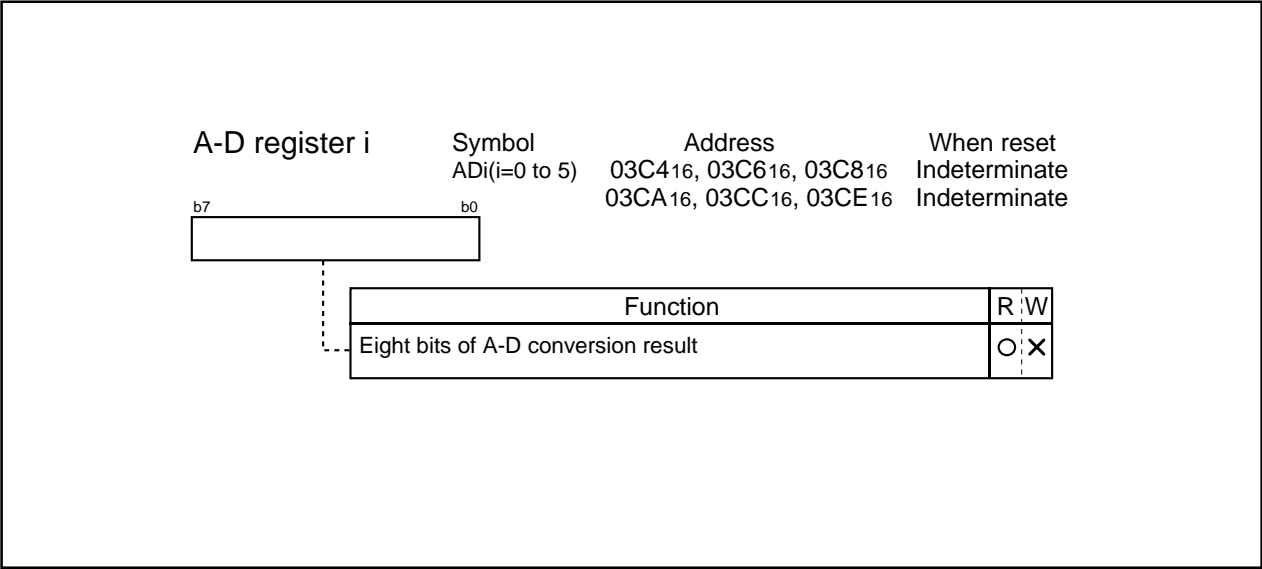 A-D register i Symbol Address When reset
ADi(i=0 to 5) 03C416, 03C616, 03C816 Indeterminate
03CA16, 03CC16, 03CE16 Indeterminate
b7 b0
Function R W
Eight bits of A-D conversion result O X